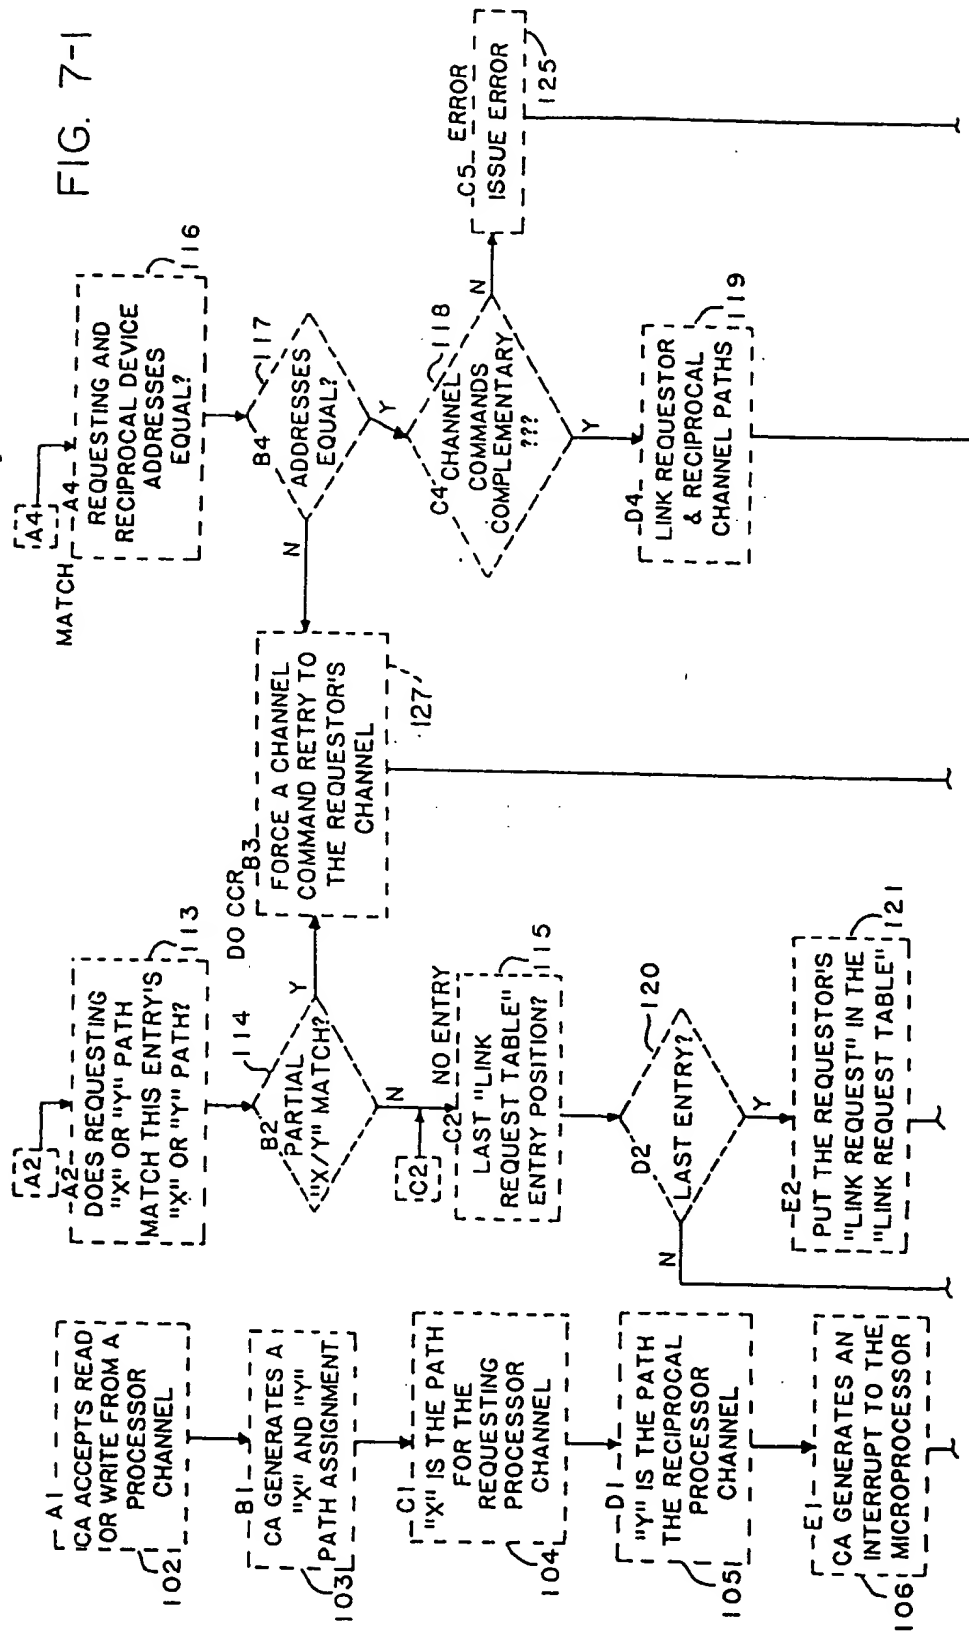 FIG. 7-1
A1
CA ACCEPTS READ
OR WRITE FROM A
PROCESSOR
CHANNEL
102
B1
CA GENERATES A
"X" AND "Y"
PATH ASSIGNMENT
103
C1
"X" IS THE PATH
FOR THE
REQUESTING
PROCESSOR
CHANNEL
104
D1
"Y" IS THE PATH
THE RECIPROCAL
PROCESSOR
CHANNEL
105
E1
CA GENERATES AN
INTERRUPT TO THE
MICROPROCESSOR
106
A2
A2
DOES REQUESTING
"X" OR "Y" PATH
MATCH THIS ENTRY'S
"X" OR "Y" PATH?
113
B2
PARTIAL
"X/Y" MATCH?
114
Y
N
C2
C2
NO ENTRY
LAST "LINK
REQUEST TABLE"
ENTRY POSITION?
115
D2
LAST ENTRY?
120
N
Y
E2
PUT THE REQUESTOR'S
"LINK REQUEST" IN THE
"LINK REQUEST TABLE"
121
DO CCR
B3
FORCE A CHANNEL
COMMAND RETRY TO
THE REQUESTOR'S
CHANNEL
127
A4
MATCH
A4
REQUESTING AND
RECIPROCAL DEVICE
ADDRESSES
EQUAL?
116
B4
ADDRESSES
EQUAL?
117
N
Y
C4
CHANNEL
COMMANDS
COMPLEMENTARY
???
118
N
Y
D4
LINK REQUESTOR
& RECIPROCAL
CHANNEL PATHS
119
C5
ERROR
ISSUE ERROR
125